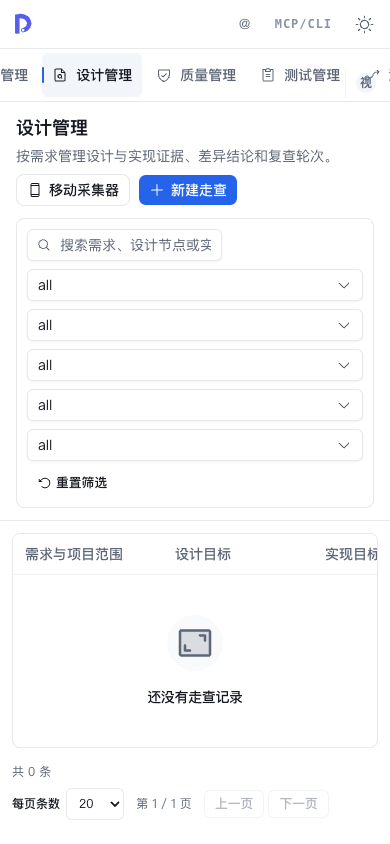 @ MCP/CLI
管理 设计管理 质量管理 测试管理 视
设计管理
按需求管理设计与实现证据、差异结论和复查轮次。
移动采集器 新建走查
搜索需求、设计节点或实
all
all
all
all
all
重置筛选
需求与项目范围 设计目标 实现目标
还没有走查记录
共 0 条
每页条数 20 第 1 / 1 页 上一页 下一页